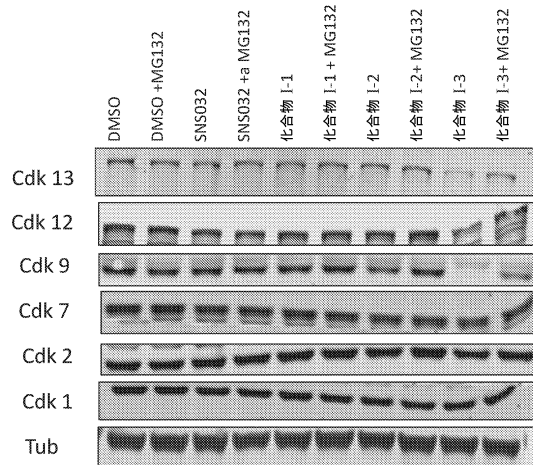 DMSO
DMSO +MG132
SNS032
SNS032 +a MG132
化合物 I-1
化合物 I-1 + MG132
化合物 I-2
化合物 I-2+ MG132
化合物 I-3
化合物 I-3+ MG132
Cdk 13
Cdk 12
Cdk 9
Cdk 7
Cdk 2
Cdk 1
Tub